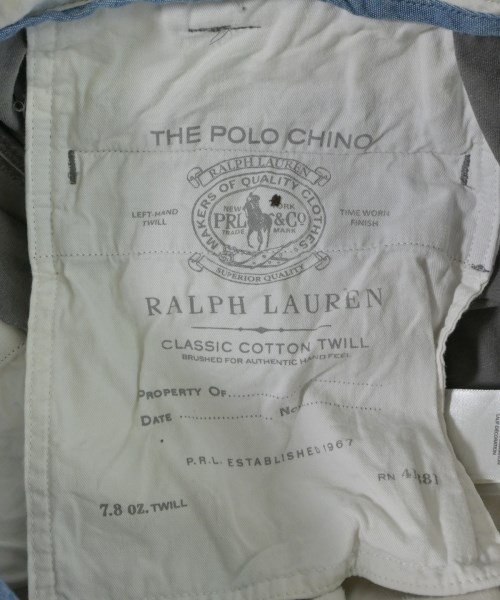 THE POLO CHINO
RALPH LAUREN
MAKERS OF QUALITY CLOTHES
LEFT-HAND
TWILL
NEW YORK
PRL &Co
TRADE MARK
TIME WORN
FINISH
SUPERIOR QUALITY
RALPH LAUREN
CLASSIC COTTON TWILL
BRUSHED FOR AUTHENTIC HAND FEEL
PROPERTY OF
DATE No
P.R.L. ESTABLISHED 1967
RN
7.8 OZ. TWILL